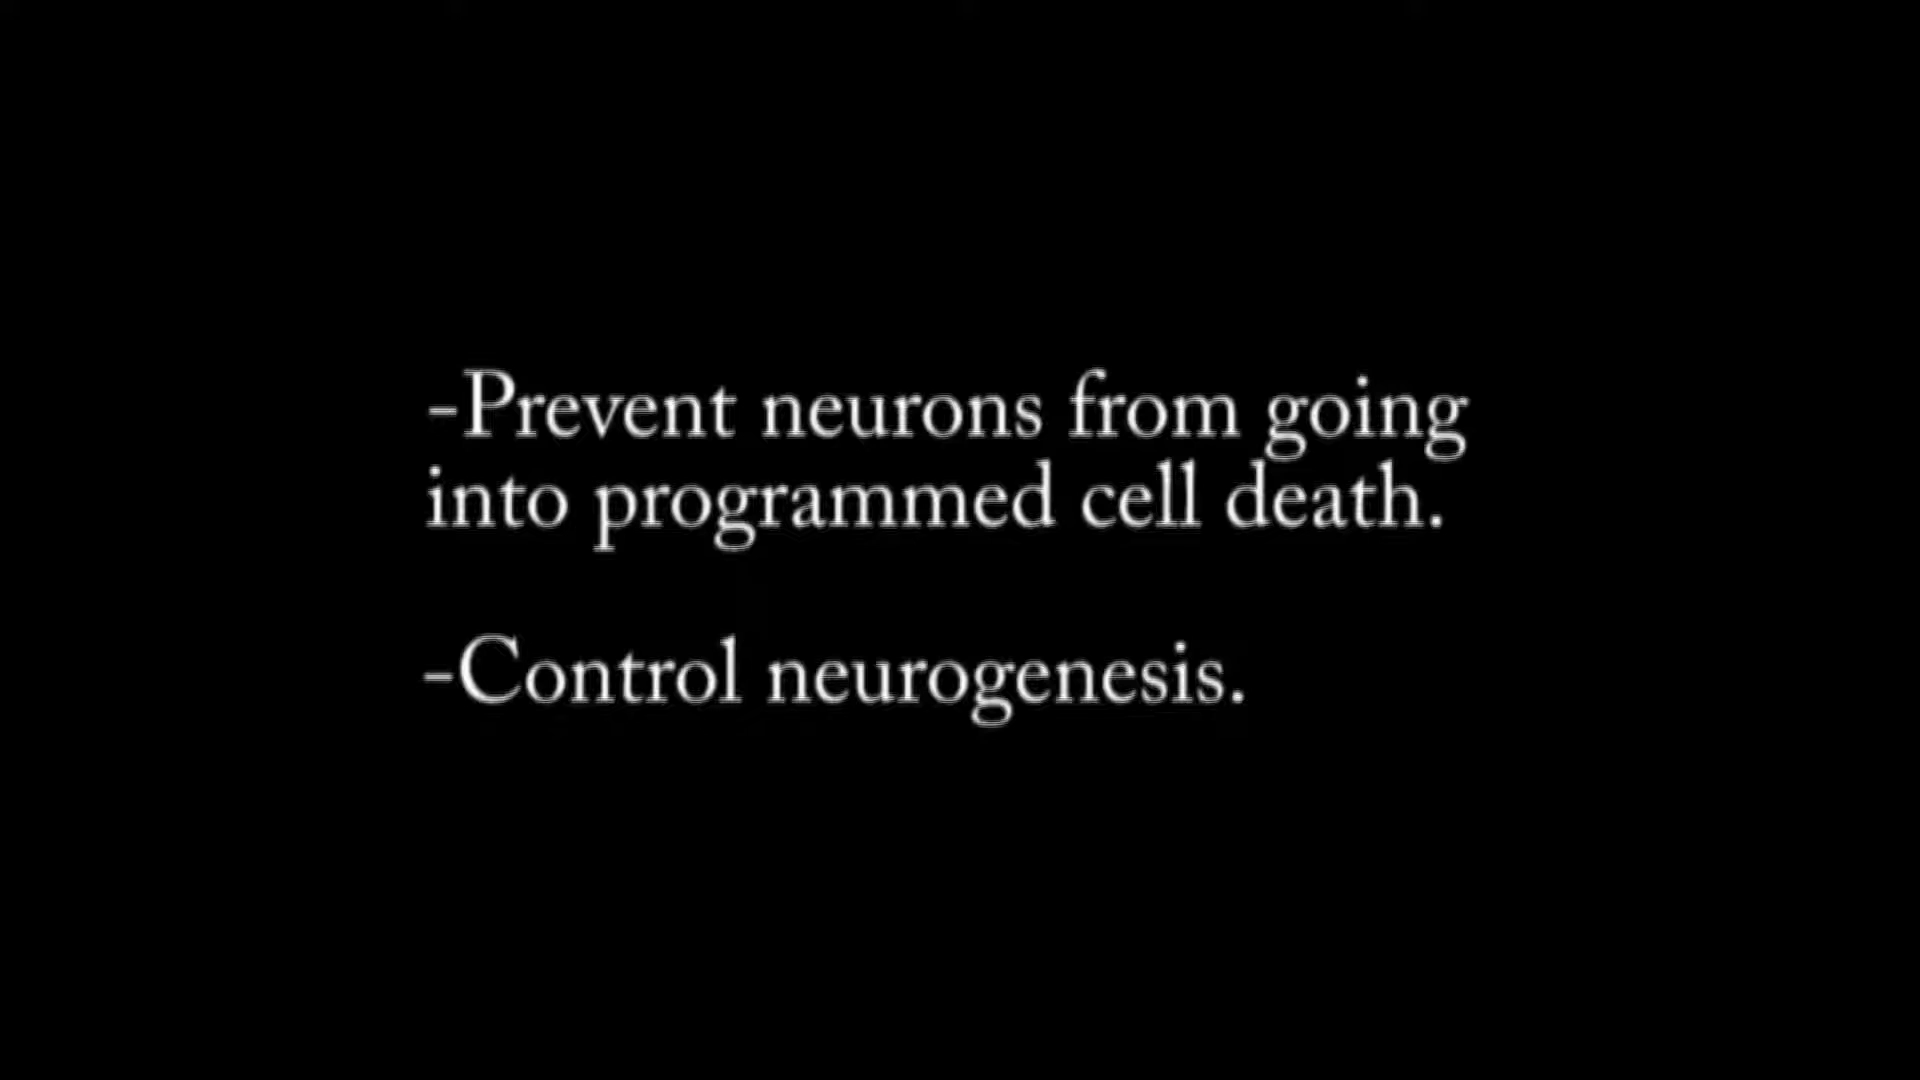 -Prevent neurons from going
into programmed cell death.
-Control neurogenesis.